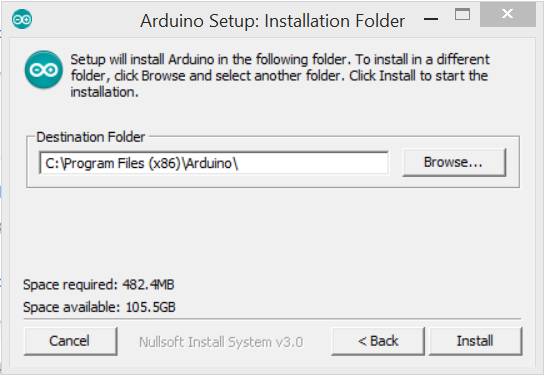 Arduino Setup: Installation Folder
Setup will install Arduino in the following folder. To install in a different
folder, click Browse and select another folder. Click Install to start the
installation.
Destination Folder
C:\Program Files (x86)\Arduino\
Browse...
Space required: 482.4MB
Space available: 105.5GB
Cancel
Nullsoft Install System v3.0
< Back
Install